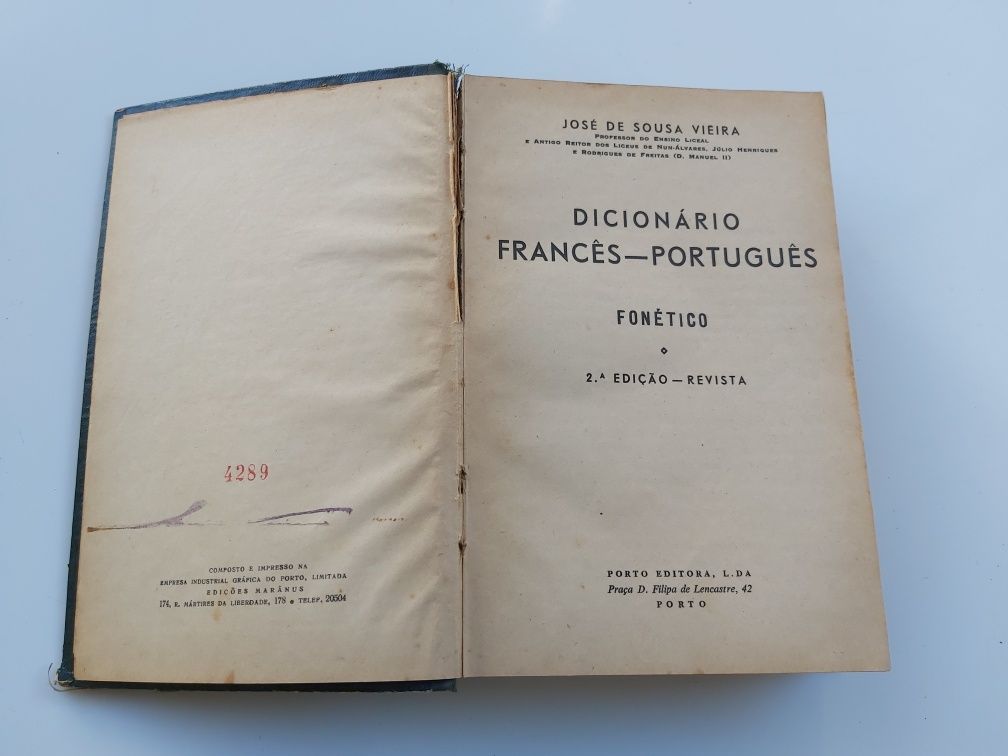 4289
COMPOSTO E IMPRESSO NA
EMPRESA INDUSTRIAL GRÁFICA DO PORTO, LIMITADA
EDIÇÕES MARÂNUS
174, R. MÁRTIRES DA LIBERDADE, 178 • TELEF. 20504
JOSÉ DE SOUSA VIEIRA
PROFESSOR DO ENSINO LICEAL
E ANTIGO REITOR DOS LICEUS DE NUN-ÁLVARES, JÚLIO HENRIQUES
E RODRIGUES DE FREITAS (D. MANUEL II)
DICIONÁRIO
FRANCÊS—PORTUGUÊS
FONÉTICO
2.ª EDIÇÃO — REVISTA
PORTO EDITORA, L.DA
Praça D. Filipa de Lencastre, 42
PORTO